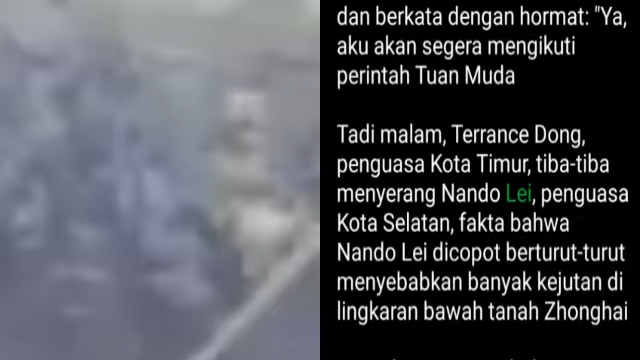 dan berkata dengan hormat: "Ya,
aku akan segera mengikuti
perintah Tuan Muda
Tadi malam, Terrance Dong,
penguasa Kota Timur, tiba-tiba
menyerang Nando Lei, penguasa
Kota Selatan, fakta bahwa
Nando Lei dicopot berturut-turut
menyebabkan banyak kejutan di
lingkaran bawah tanah Zhonghai